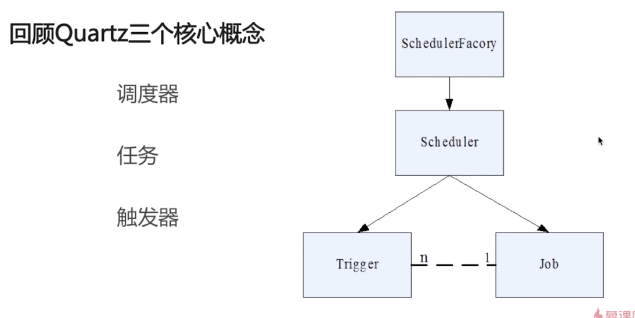 回顾Quartz三个核心概念
调度器
任务
触发器
SchedulerFacory
Scheduler
Trigger
n
1
Job